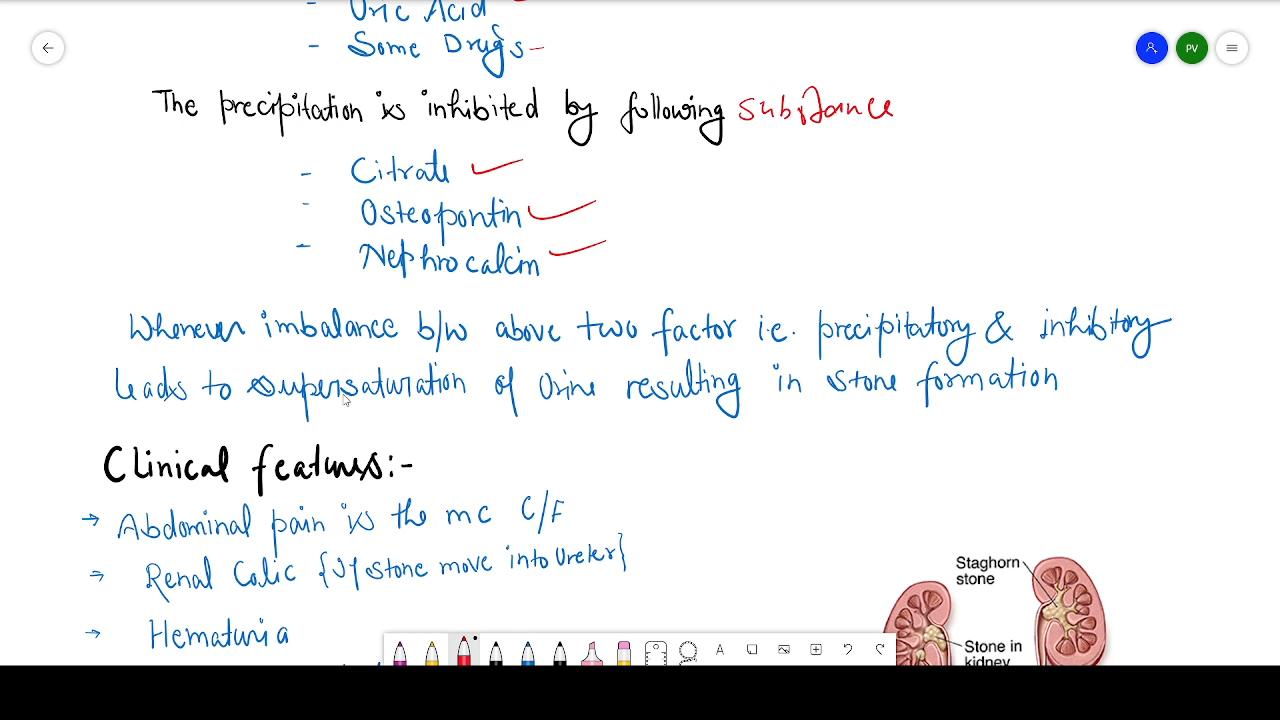 - Uric Acid
- Some Drugs
PV
The precipitation is inhibited by following substance
- Citrate
- Osteopontin
- Nephrocalcin
Whenever imbalance b/w above two factor i.e. precipitatory & inhibitory
leads to supersaturation of Urine resulting in stone formation
Clinical features:-
→ Abdominal pain is the mc C/F
→ Renal Colic {If stone move into Ureter}
→ Hematuria
Staghorn
stone
Stone in
kidney
A